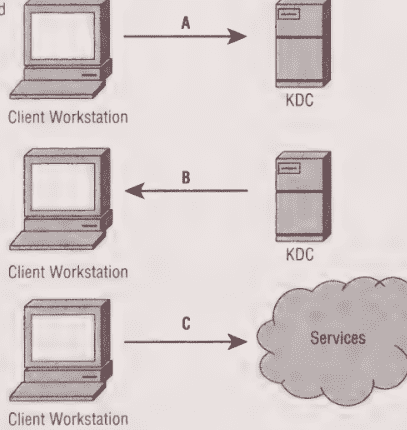 d
A
KDC
Client Workstation
B
KDC
Client Workstation
C
Services
Client Workstation